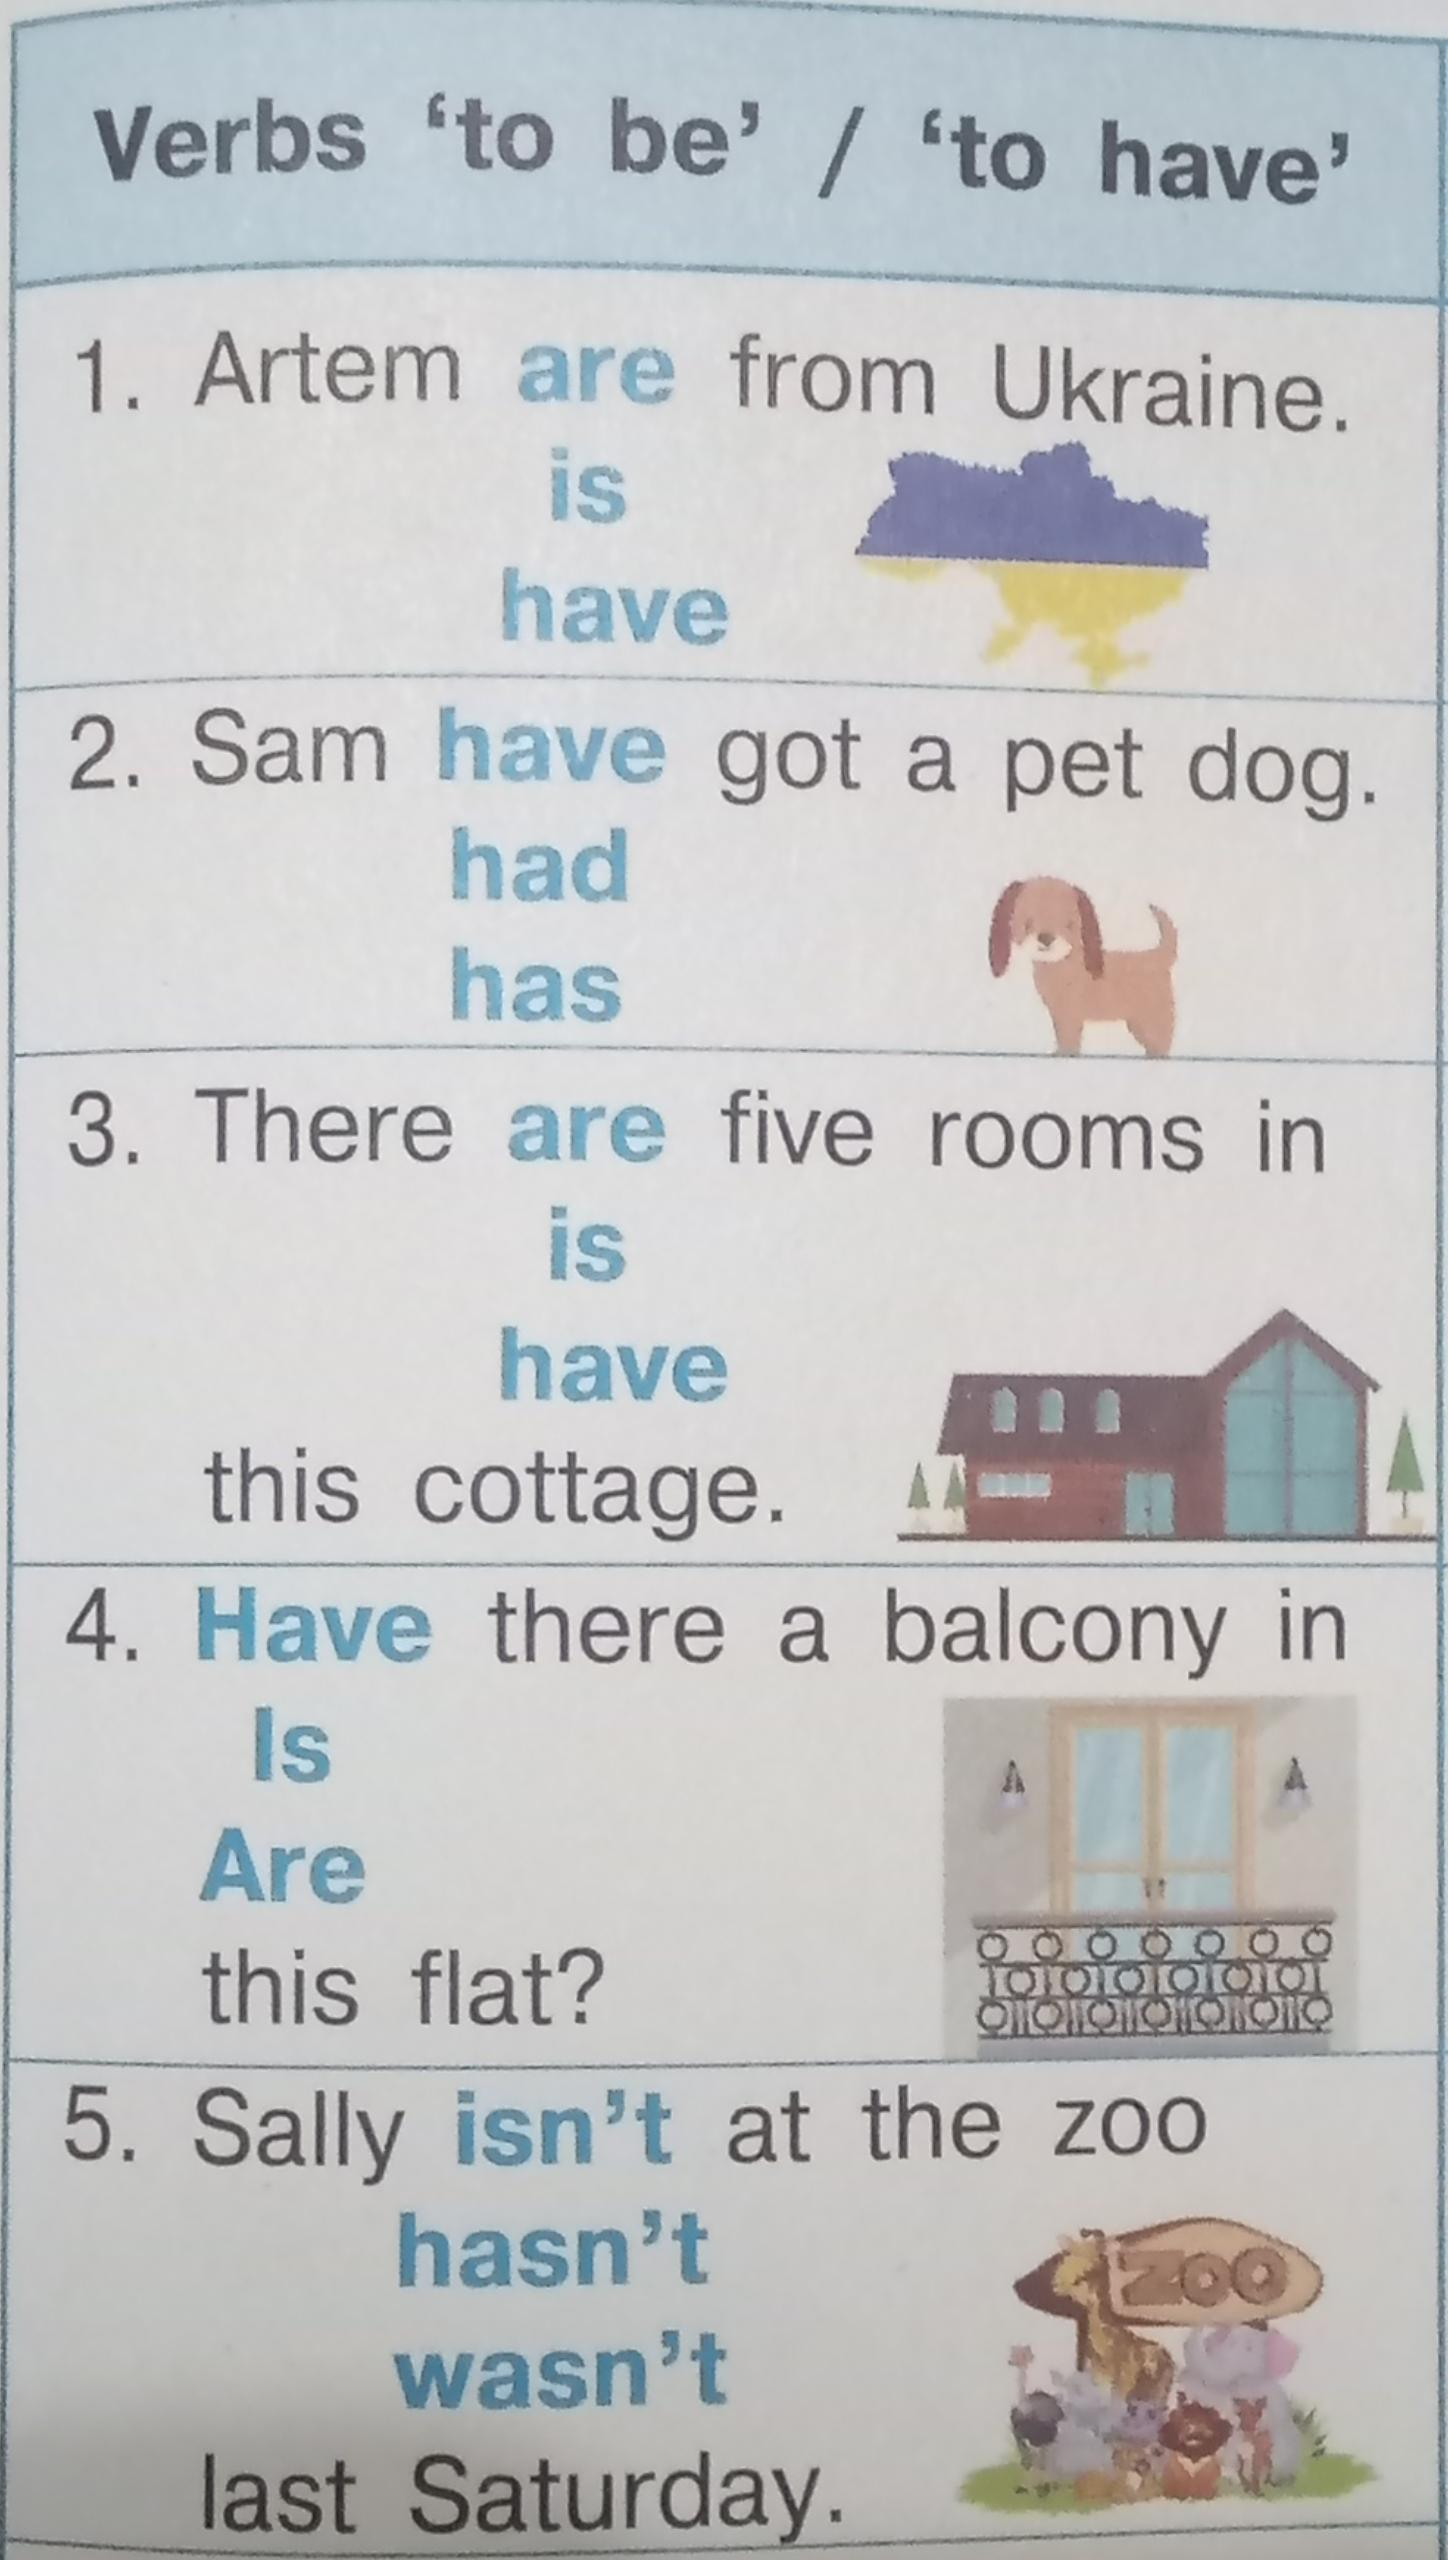 Verbs ‘to be’ / ‘to have’
1. Artem are from Ukraine.
is
have
2. Sam have got a pet dog.
had
has
3. There are five rooms in
is
have
this cottage.
4. Have there a balcony in
Is
Are
this flat?
5. Sally isn’t at the zoo
hasn’t
ZOO
wasn’t
last Saturday.